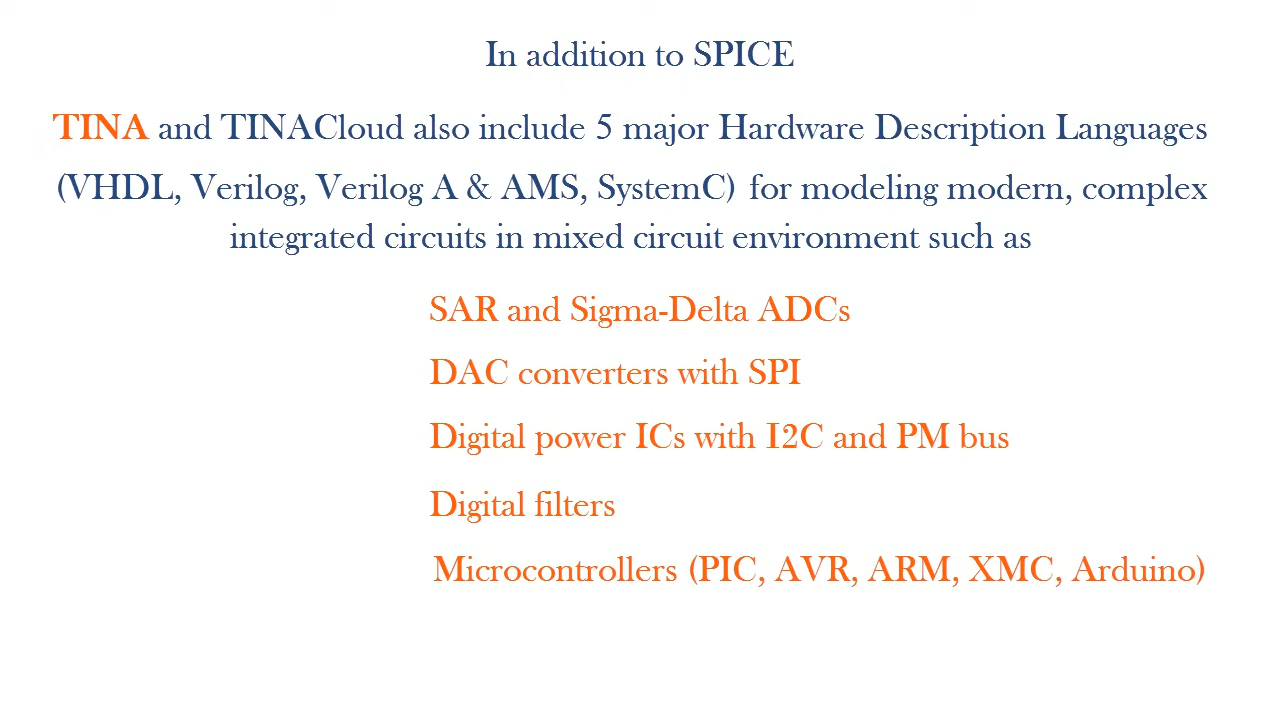 In addition to SPICE
TINA and TINACloud also include 5 major Hardware Description Languages
(VHDL, Verilog, Verilog A & AMS, SystemC) for modeling modern, complex
integrated circuits in mixed circuit environment such as
SAR and Sigma-Delta ADCs
DAC converters with SPI
Digital power ICs with I2C and PM bus
Digital filters
Microcontrollers (PIC, AVR, ARM, XMC, Arduino)